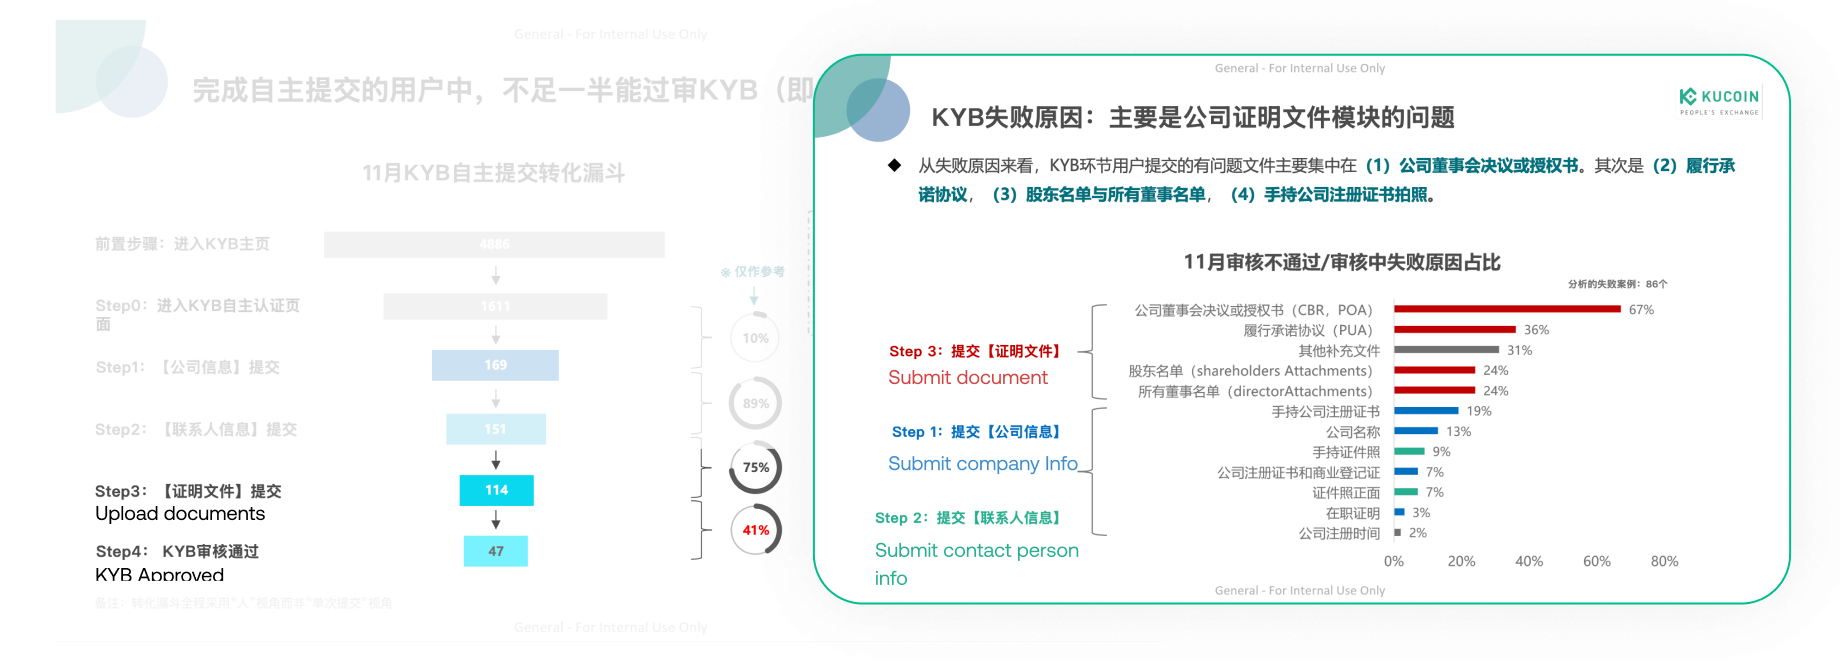 General - For Internal Use Only
完成自主提交的用户中，不足一半能过审KYB（即
11月KYB自主提交转化漏斗
前置步骤：进入KYB主页
4886
Step0：进入KYB自主认证页
面
1611
※ 仅作参考
10%
Step1：【公司信息】提交
169
89%
Step2：【联系人信息】提交
151
75%
Step3：【证明文件】提交
Upload documents
114
41%
Step4： KYB审核通过
KYB Approved
47
备注：转化漏斗全程采用“人”视角而非“单次提交”视角
General - For Internal Use Only
General - For Internal Use Only
KUCOIN
PEOPLE'S EXCHANGE
KYB失败原因：主要是公司证明文件模块的问题
◆ 从失败原因来看，KYB环节用户提交的有问题文件主要集中在（1）公司董事会决议或授权书。其次是（2）履行承
诺协议，（3）股东名单与所有董事名单，（4）手持公司注册证书拍照。
11月审核不通过/审核中失败原因占比
分析的失败案例：86个
Step 3：提交【证明文件】
Submit document
Step 1：提交【公司信息】
Submit company Info
Step 2：提交【联系人信息】
Submit contact person
info
公司董事会决议或授权书（CBR，POA） 67%
履行承诺协议（PUA） 36%
其他补充文件 31%
股东名单（shareholders Attachments） 24%
所有董事名单（directorAttachments） 24%
手持公司注册证书 19%
公司名称 13%
手持证件照 9%
公司注册证书和商业登记证 7%
证件照正面 7%
在职证明 3%
公司注册时间 2%
0% 20% 40% 60% 80%
General - For Internal Use Only